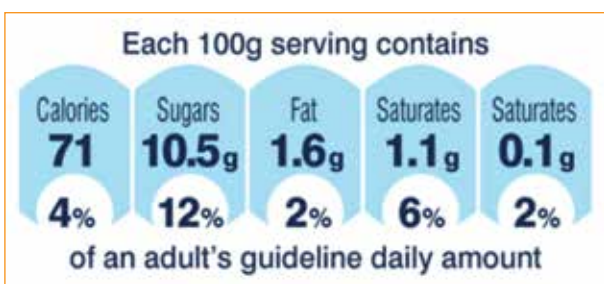 Each 100g serving contains
Calories Sugars Fat Saturates Saturates
71 10.5g 1.6g 1.1g 0.1g
4% 12% 2% 6% 2%
of an adult's guideline daily amount